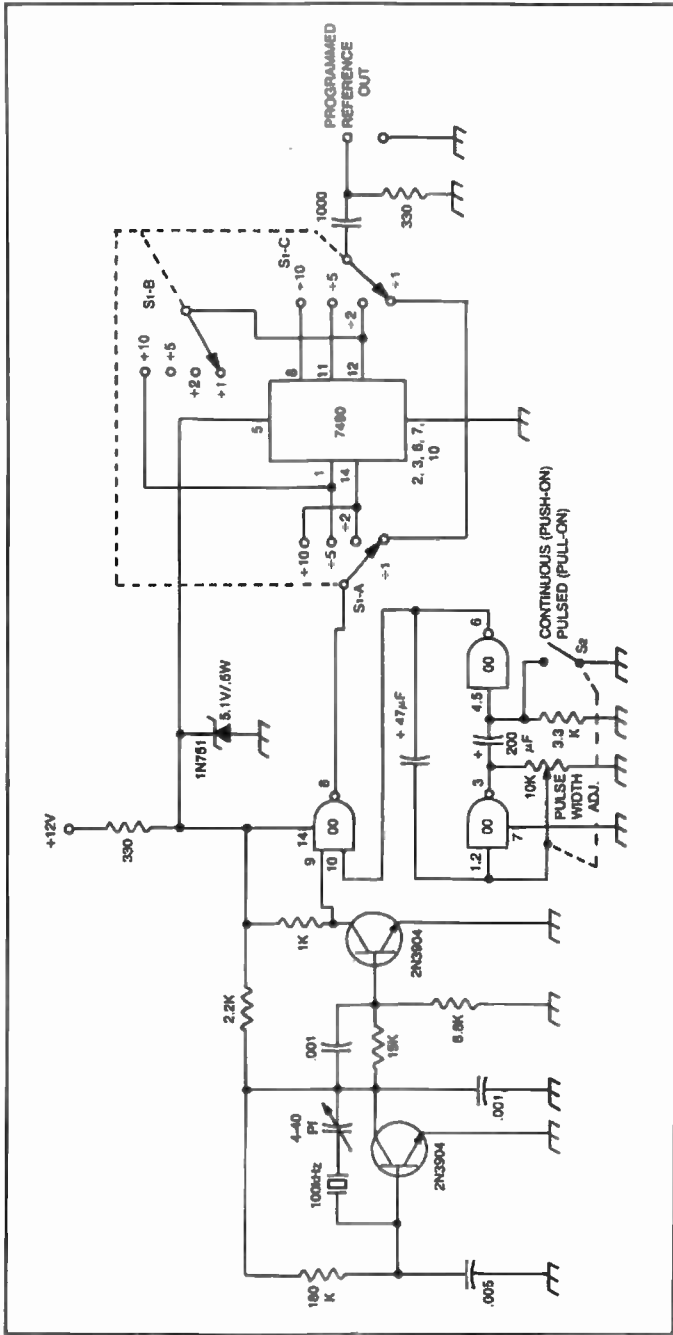 +12V
330
1N751
5.1V/.5W
2.2K
1K
180
K
100kHz
4-40
Pf
.001
15K
6.8K
.001
.005
2N3904
2N3904
14
9
10
00
8
+ 47µF
1.2
3
00
7
+
200
µF
4.5
00
6
10K
PULSE
WIDTH
ADJ.
3.3
K
CONTINUOUS (PUSH-ON)
PULSED (PULL-ON)
S2
S1-A
÷10
÷5
÷2
÷1
S1-B
÷10
÷5
÷2
÷1
5
1
14
7490
8
11
12
2, 3, 6, 7,
10
S1-C
÷10
÷5
÷2
÷1
1000
330
PROGRAMMED
REFERENCE
OUT